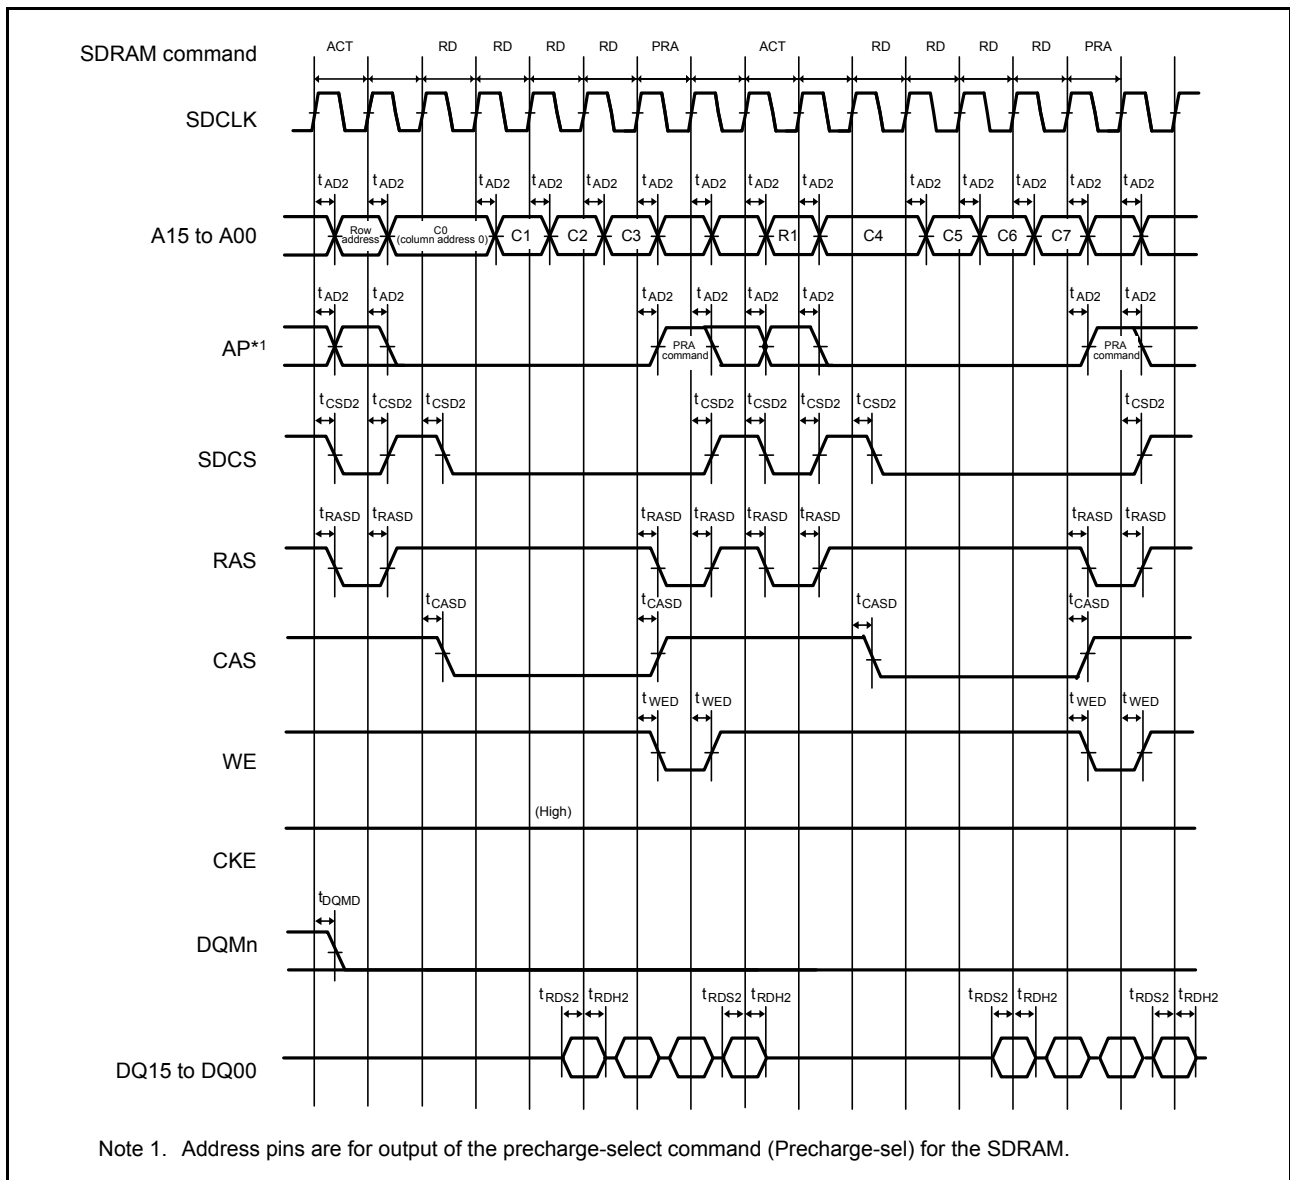 ACT RD RD RD RD PRA ACT RD RD RD RD PRA
SDRAM command
SDCLK
tAD2 tAD2 tAD2 tAD2 tAD2 tAD2 tAD2 tAD2 tAD2 tAD2 tAD2 tAD2 tAD2 tAD2
A15 to A00
Row address
C0 (column address 0)
C1 C2 C3 R1 C4 C5 C6 C7
tAD2 tAD2 tAD2 tAD2 tAD2 tAD2 tAD2 tAD2
AP*1
PRA command
PRA command
tCSD2 tCSD2 tCSD2 tCSD2 tCSD2 tCSD2 tCSD2 tCSD2
SDCS
tRASD tRASD tRASD tRASD tRASD tRASD tRASD tRASD
RAS
tCASD tCASD tCASD tCASD
CAS
tWED tWED tWED tWED
WE
(High)
CKE
tDQMD
DQMn
tRDS2 tRDH2 tRDS2 tRDH2 tRDS2 tRDH2 tRDS2 tRDH2
DQ15 to DQ00
Note 1. Address pins are for output of the precharge-select command (Precharge-sel) for the SDRAM.